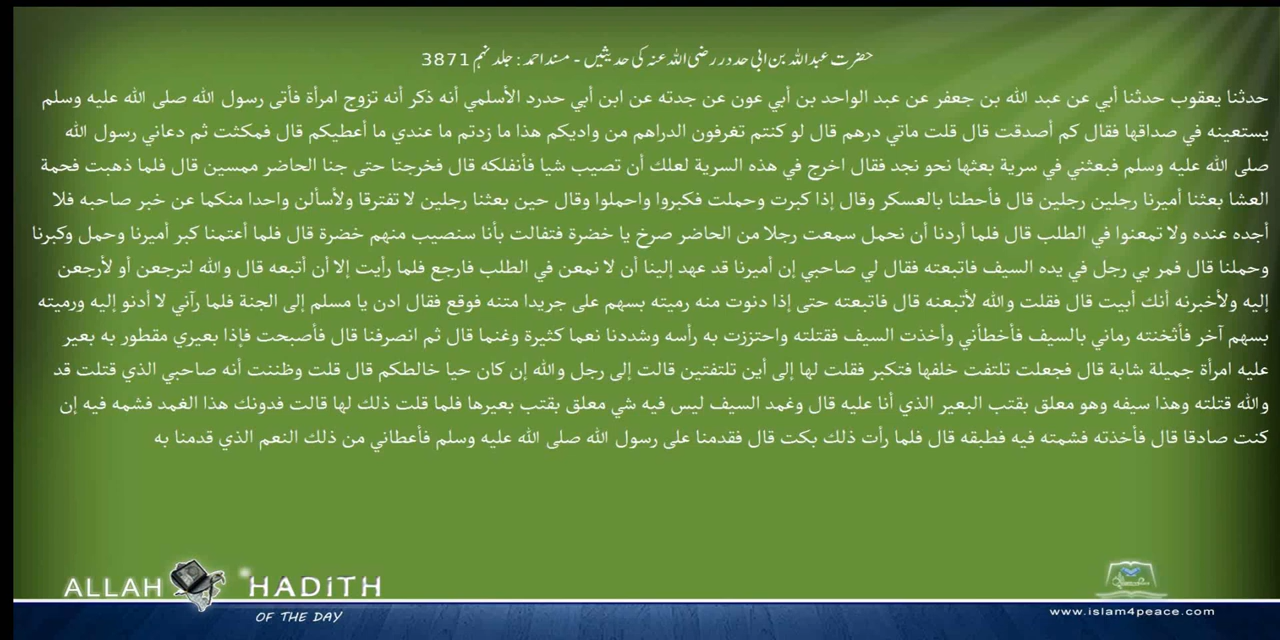 حضرت عبداللہ بن ابی حدرد رضی اللہ عنہ کی حدیثیں - مسند احمد : جلد نہم 3871
حدثنا يعقوب حدثنا أبي عن عبد الله بن جعفر عن عبد الواحد بن أبي عون عن جدته عن ابن أبي حدرد الأسلمي أنه ذكر أنه تزوج امرأة فأتى رسول الله صلى الله عليه وسلم
يستعينه في صداقها فقال كم أصدقت قال قلت ماتي درهم قال لو كنتم تغرفون الدراهم من واديكم هذا ما زدتم ما عندي ما أعطيكم قال فمكثت ثم دعاني رسول الله
صلى الله عليه وسلم فبعثني في سرية بعثها نحو نجد فقال اخرج في هذه السرية لعلك أن تصيب شيا فأنفلكه قال فخرجنا حتى جنا الحاضر ممسين قال فلما ذهبت فحمة
العشا بعثنا أميرنا رجلين رجلين قال فأحطنا بالعسكر وقال إذا كبرت وحملت فكبروا واحملوا وقال حين بعثنا رجلين لا تفترقا ولأسألن واحدا منكما عن خبر صاحبه فلا
أجده عنده ولا تمعنوا في الطلب قال فلما أردنا أن نحمل سمعت رجلا من الحاضر صرخ يا خضرة فتفالت بأنا سنصيب منهم خضرة قال فلما أعتمنا كبر أميرنا وحمل وكبرنا
وحملنا قال فمر بي رجل في يده السيف فاتبعته فقال لي صاحبي إن أميرنا قد عهد إلينا أن لا نمعن في الطلب فارجع فلما رأيت إلا أن أتبعه قال والله لترجعن أو لأرجعن
إليه ولأخبرنه أنك أبيت قال فقلت والله لأتبعنه قال فاتبعته حتى إذا دنوت منه رميته بسهم على جريدا متنه فوقع فقال ادن يا مسلم إلى الجنة فلما رآني لا أدنو إليه ورميته
بسهم آخر فأثخنته رماني بالسيف فأخطأني وأخذت السيف فقتلته واحتززت به رأسه وشددنا نعما كثيرة وغنما قال ثم انصرفنا قال فأصبحت فإذا بعيري مقطور به بعير
عليه امرأة جميلة شابة قال فجعلت تلتفت خلفها فتكبر فقلت لها إلى أين تلتفتين قالت إلى رجل والله إن كان حيا خالطكم قال قلت وظننت أنه صاحبي الذي قتلت قد
والله قتلته وهذا سيفه وهو معلق بقتب البعير الذي أنا عليه قال وغمد السيف ليس فيه شي معلق بقتب بعيرها فلما قلت ذلك لها قالت فدونك هذا الغمد فشمه فيه إن
كنت صادقا قال فأخذته فشمته فيه فطبقه قال فلما رأت ذلك بكت قال فقدمنا على رسول الله صلى الله عليه وسلم فأعطاني من ذلك النعم الذي قدمنا به
ALLAH HADITH
OF THE DAY
www.islam4peace.com